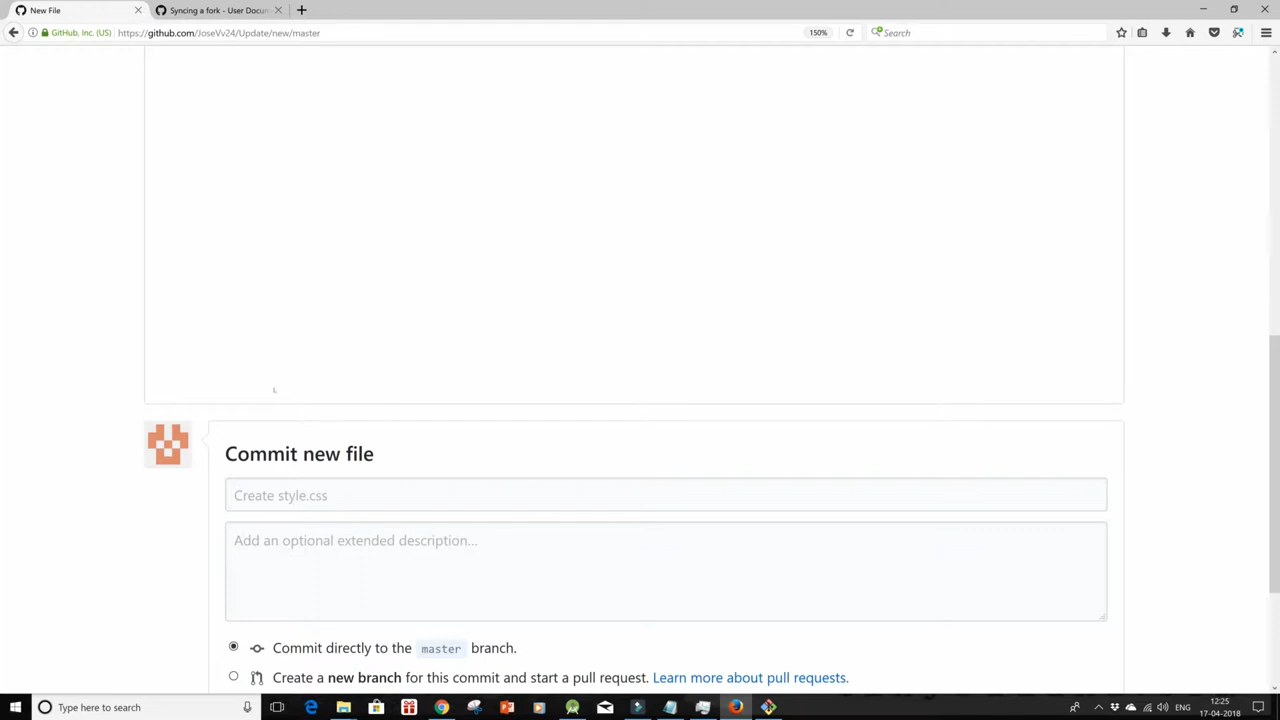 New File
Syncing a fork - User Docum
GitHub, Inc. (US)
https://github.com/JoseVv24/Update/new/master
150%
Search
Commit new file
Create style.css
Add an optional extended description...
Commit directly to the master branch.
Create a new branch for this commit and start a pull request. Learn more about pull requests.
Type here to search
ENG
12:25
17-04-2018